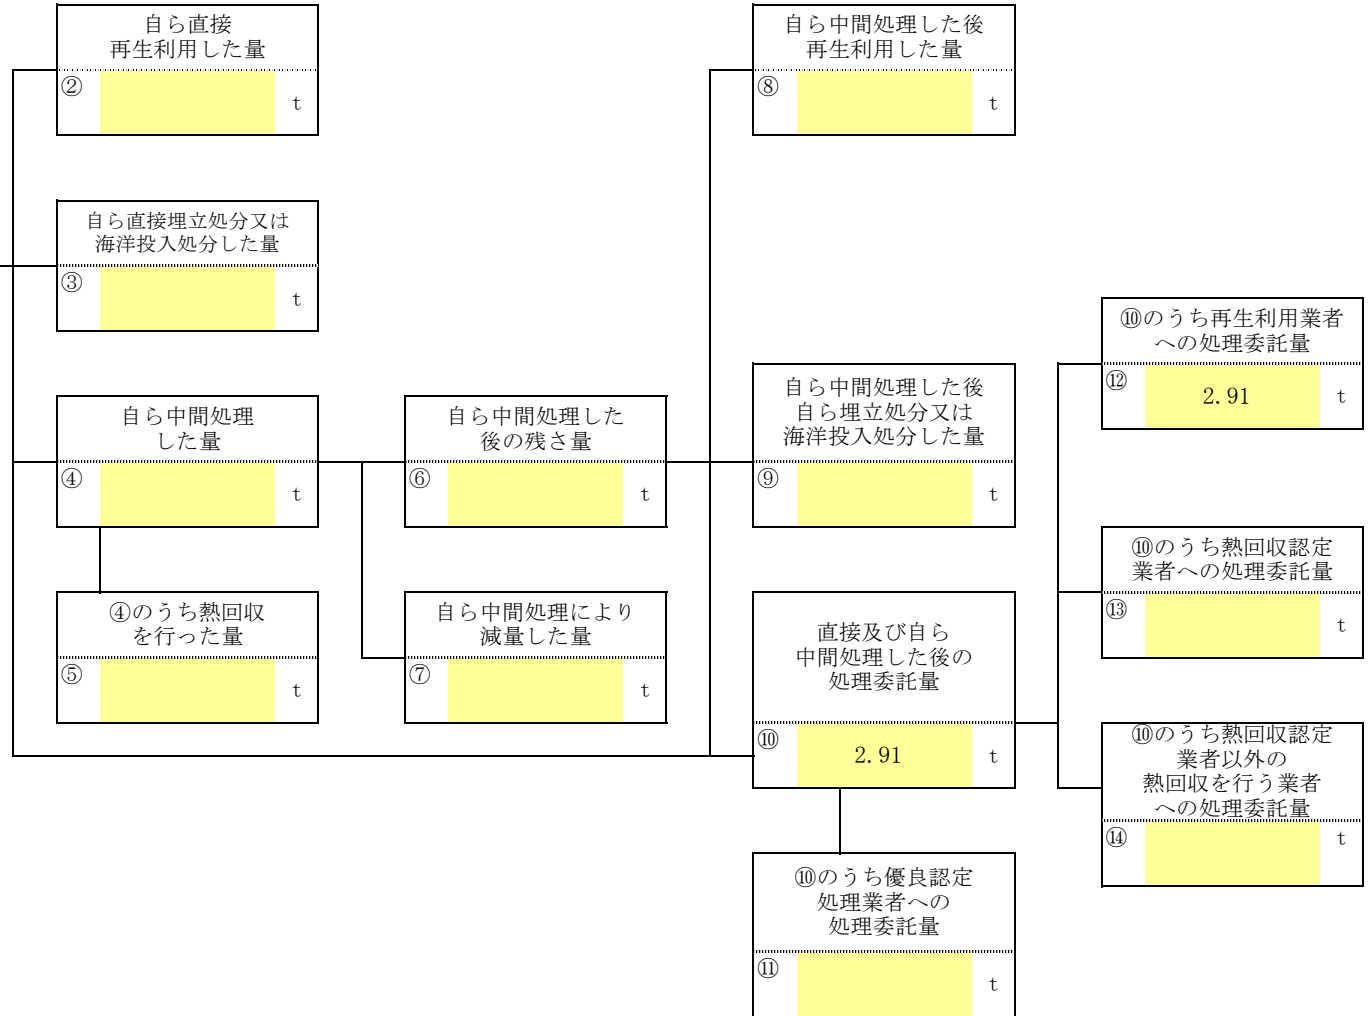 自ら直接
再生利用した量
②
t
自ら中間処理した後
再生利用した量
⑧
t
自ら直接埋立処分又は
海洋投入処分した量
③
t
⑩のうち再生利用業者
への処理委託量
⑫
2.91
t
自ら中間処理
した量
④
t
自ら中間処理した
後の残さ量
⑥
t
自ら中間処理した後
自ら埋立処分又は
海洋投入処分した量
⑨
t
⑩のうち熱回収認定
業者への処理委託量
⑬
t
④のうち熱回収
を行った量
⑤
t
自ら中間処理により
減量した量
⑦
t
直接及び自ら
中間処理した後の
処理委託量
⑩
2.91
t
⑩のうち熱回収認定
業者以外の
熱回収を行う業者
への処理委託量
⑭
t
⑩のうち優良認定
処理業者への
処理委託量
⑪
t